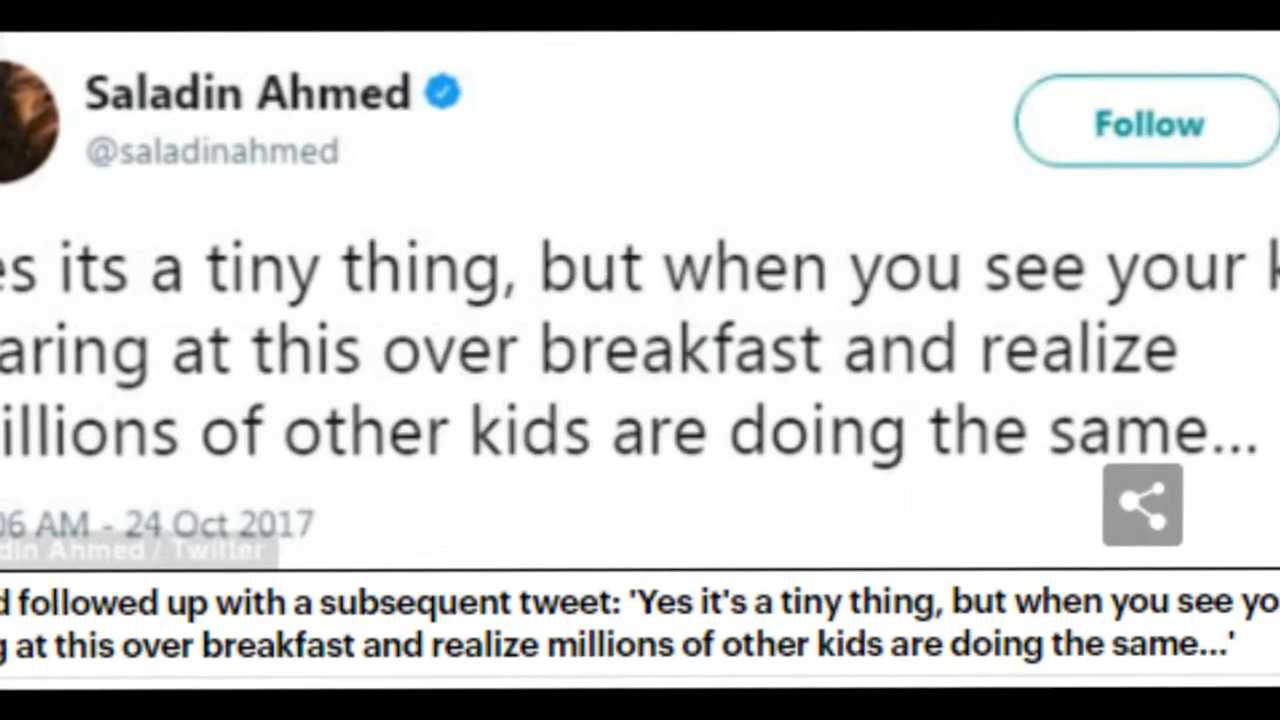 Saladin Ahmed
@saladinahmed
Follow
es its a tiny thing, but when you see your k
aring at this over breakfast and realize
illions of other kids are doing the same...
06 AM - 24 Oct 2017
din Ahmed / Twitter
d followed up with a subsequent tweet: 'Yes it's a tiny thing, but when you see yo
g at this over breakfast and realize millions of other kids are doing the same...'